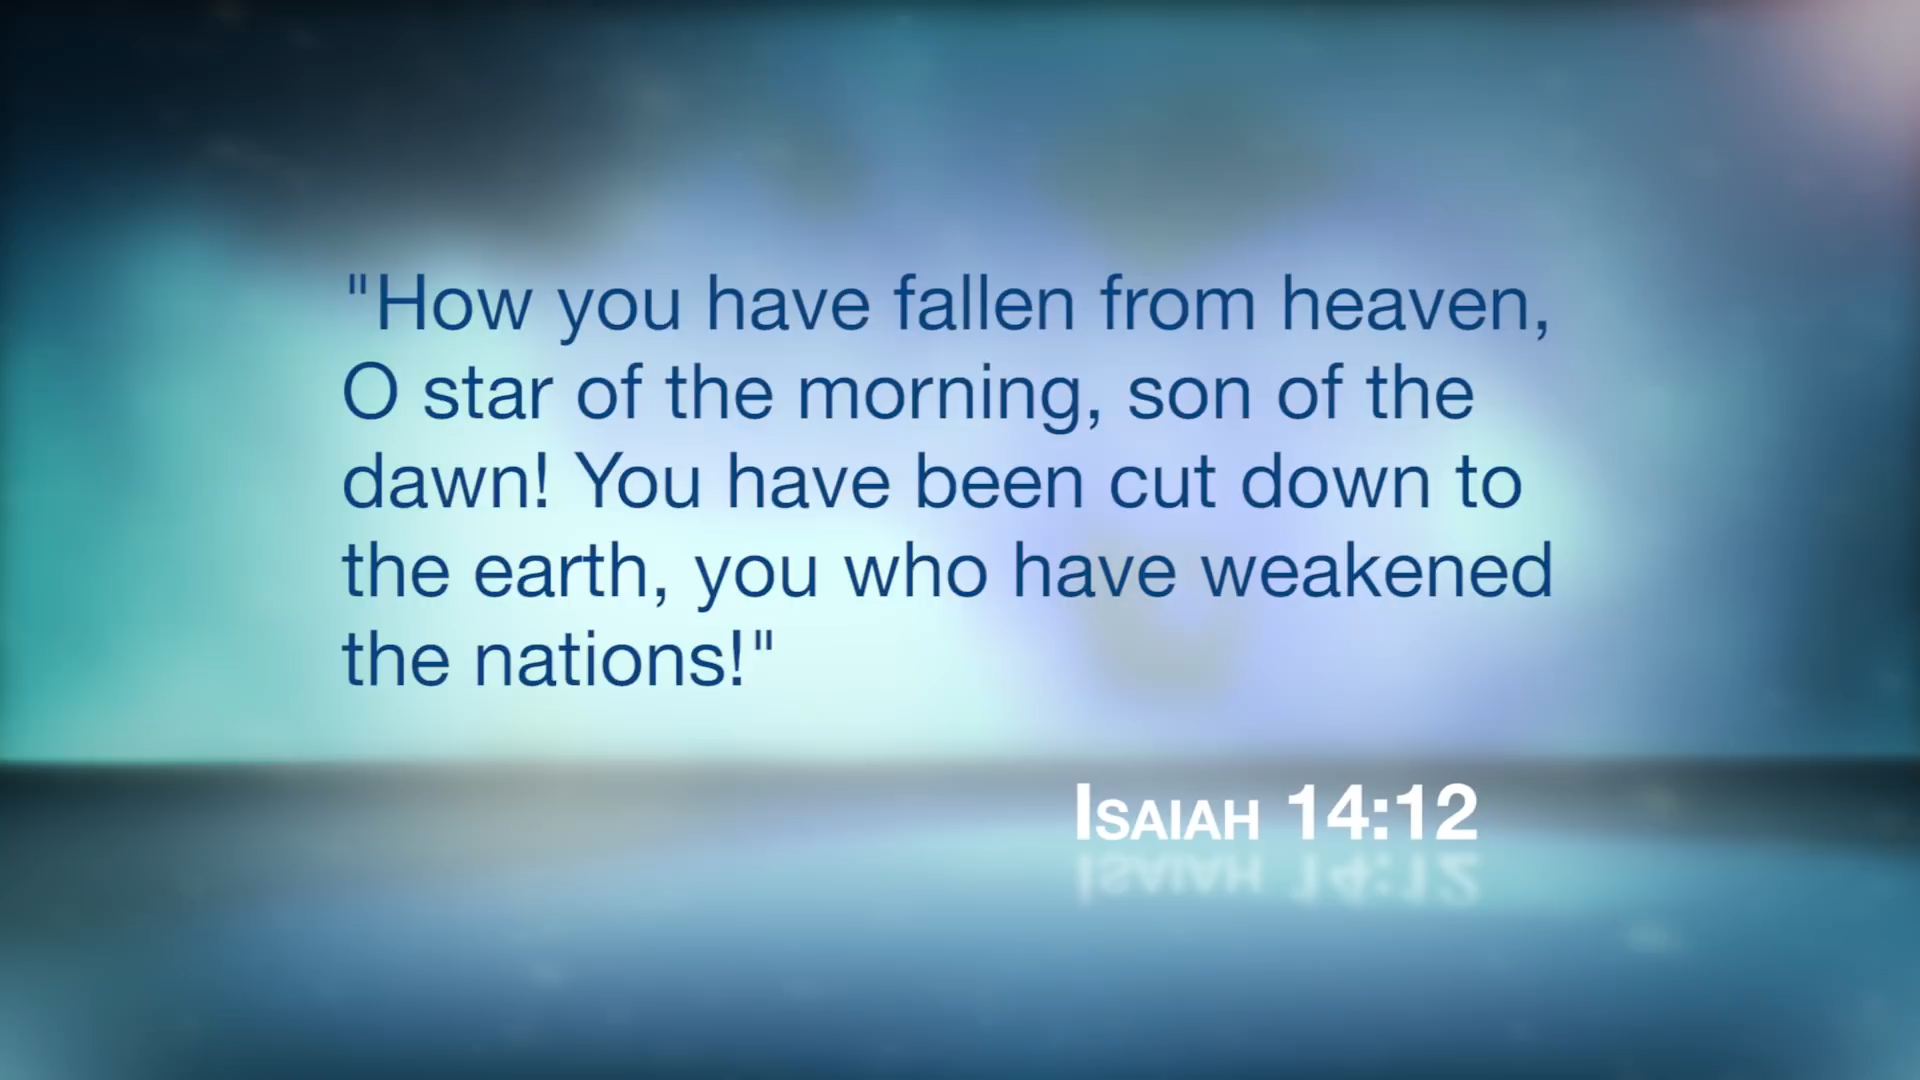 "How you have fallen from heaven,
O star of the morning, son of the
dawn! You have been cut down to
the earth, you who have weakened
the nations!"
Isaiah 14:12